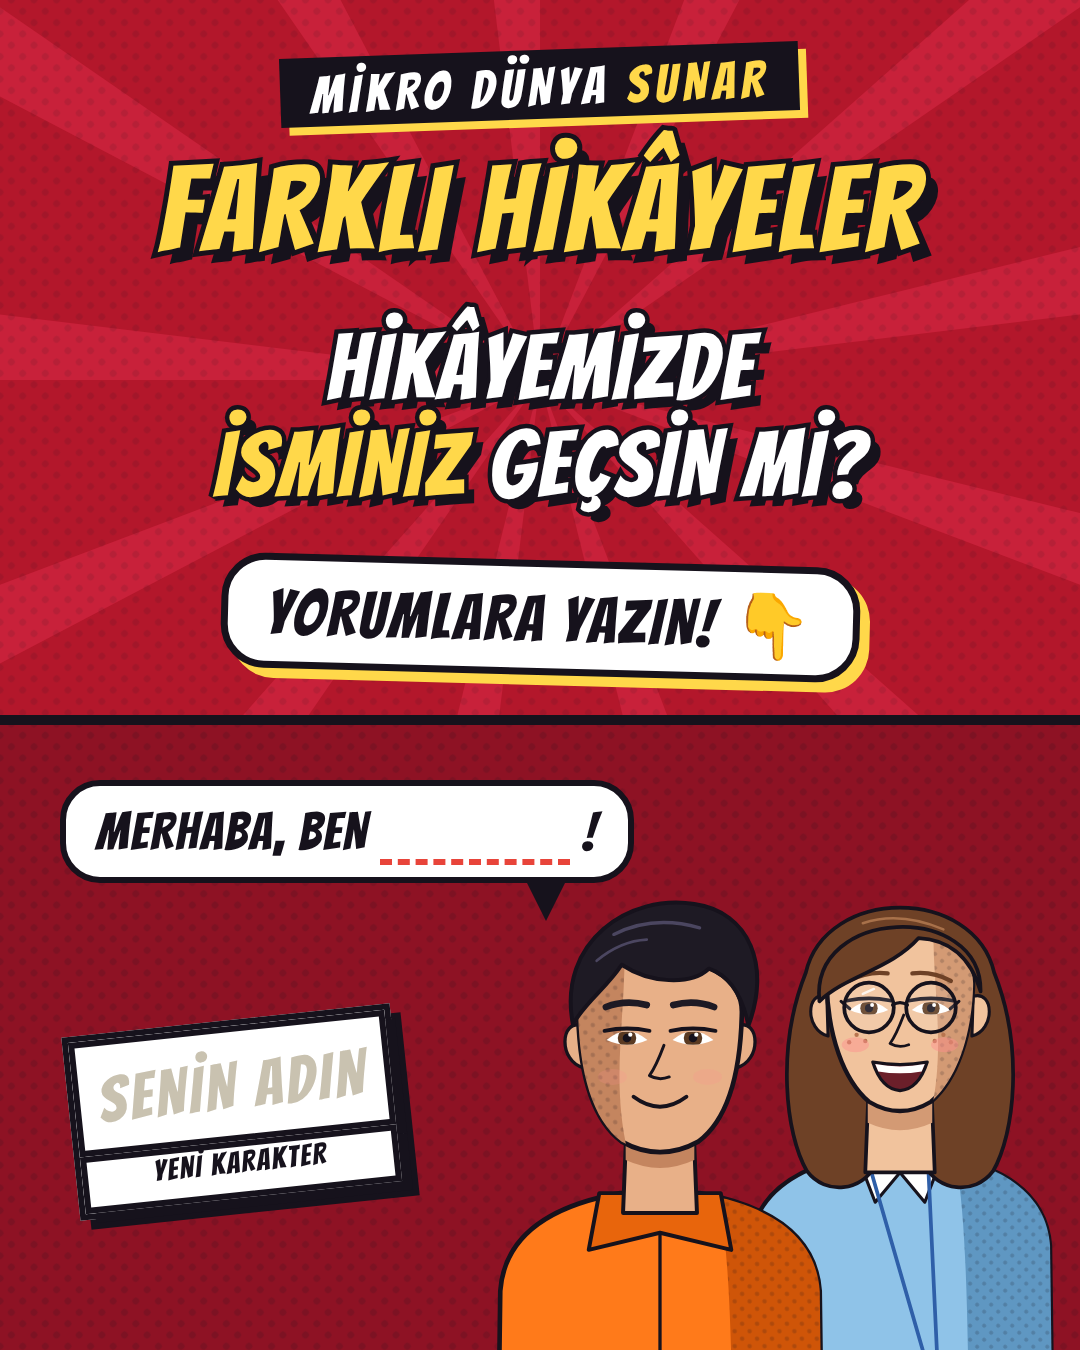 MİKRO DÜNYA SUNAR
FARKLI HİKÂYELER
HİKÂYEMİZDE
İSMİNİZ GEÇSİN Mİ?
YORUMLARA YAZIN! 👇
MERHABA, BEN !
SENİN ADIN
YENİ KARAKTER